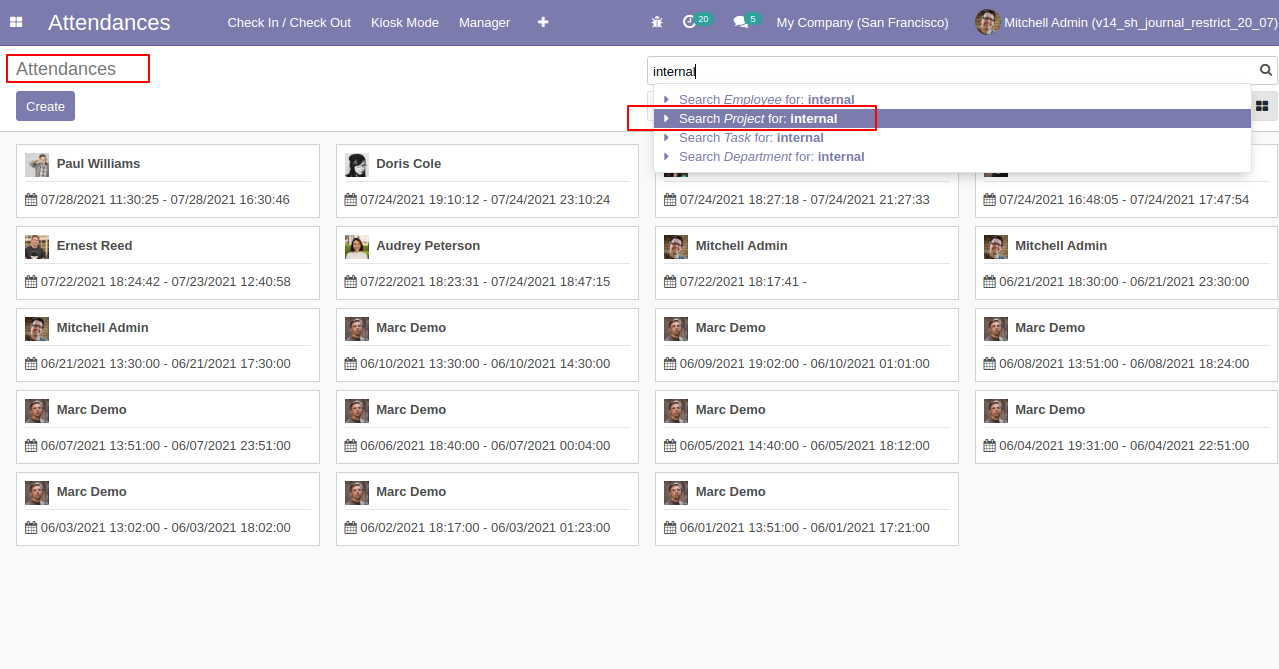 Attendances Check In / Check Out Kiosk Mode Manager 20 5 My Company (San Francisco) Mitchell Admin (v14_sh_journal_restrict_20_07)
Attendances
internal
Create
Search Employee for: internal
Search Project for: internal
Search Task for: internal
Search Department for: internal
Paul Williams
07/28/2021 11:30:25 - 07/28/2021 16:30:46
Doris Cole
07/24/2021 19:10:12 - 07/24/2021 23:10:24
07/24/2021 18:27:18 - 07/24/2021 21:27:33
07/24/2021 16:48:05 - 07/24/2021 17:47:54
Ernest Reed
07/22/2021 18:24:42 - 07/23/2021 12:40:58
Audrey Peterson
07/22/2021 18:23:31 - 07/24/2021 18:47:15
Mitchell Admin
07/22/2021 18:17:41 -
Mitchell Admin
06/21/2021 18:30:00 - 06/21/2021 23:30:00
Mitchell Admin
06/21/2021 13:30:00 - 06/21/2021 17:30:00
Marc Demo
06/10/2021 13:30:00 - 06/10/2021 14:30:00
Marc Demo
06/09/2021 19:02:00 - 06/10/2021 01:01:00
Marc Demo
06/08/2021 13:51:00 - 06/08/2021 18:24:00
Marc Demo
06/07/2021 13:51:00 - 06/07/2021 23:51:00
Marc Demo
06/06/2021 18:40:00 - 06/07/2021 00:04:00
Marc Demo
06/05/2021 14:40:00 - 06/05/2021 18:12:00
Marc Demo
06/04/2021 19:31:00 - 06/04/2021 22:51:00
Marc Demo
06/03/2021 13:02:00 - 06/03/2021 18:02:00
Marc Demo
06/02/2021 18:17:00 - 06/03/2021 01:23:00
Marc Demo
06/01/2021 13:51:00 - 06/01/2021 17:21:00